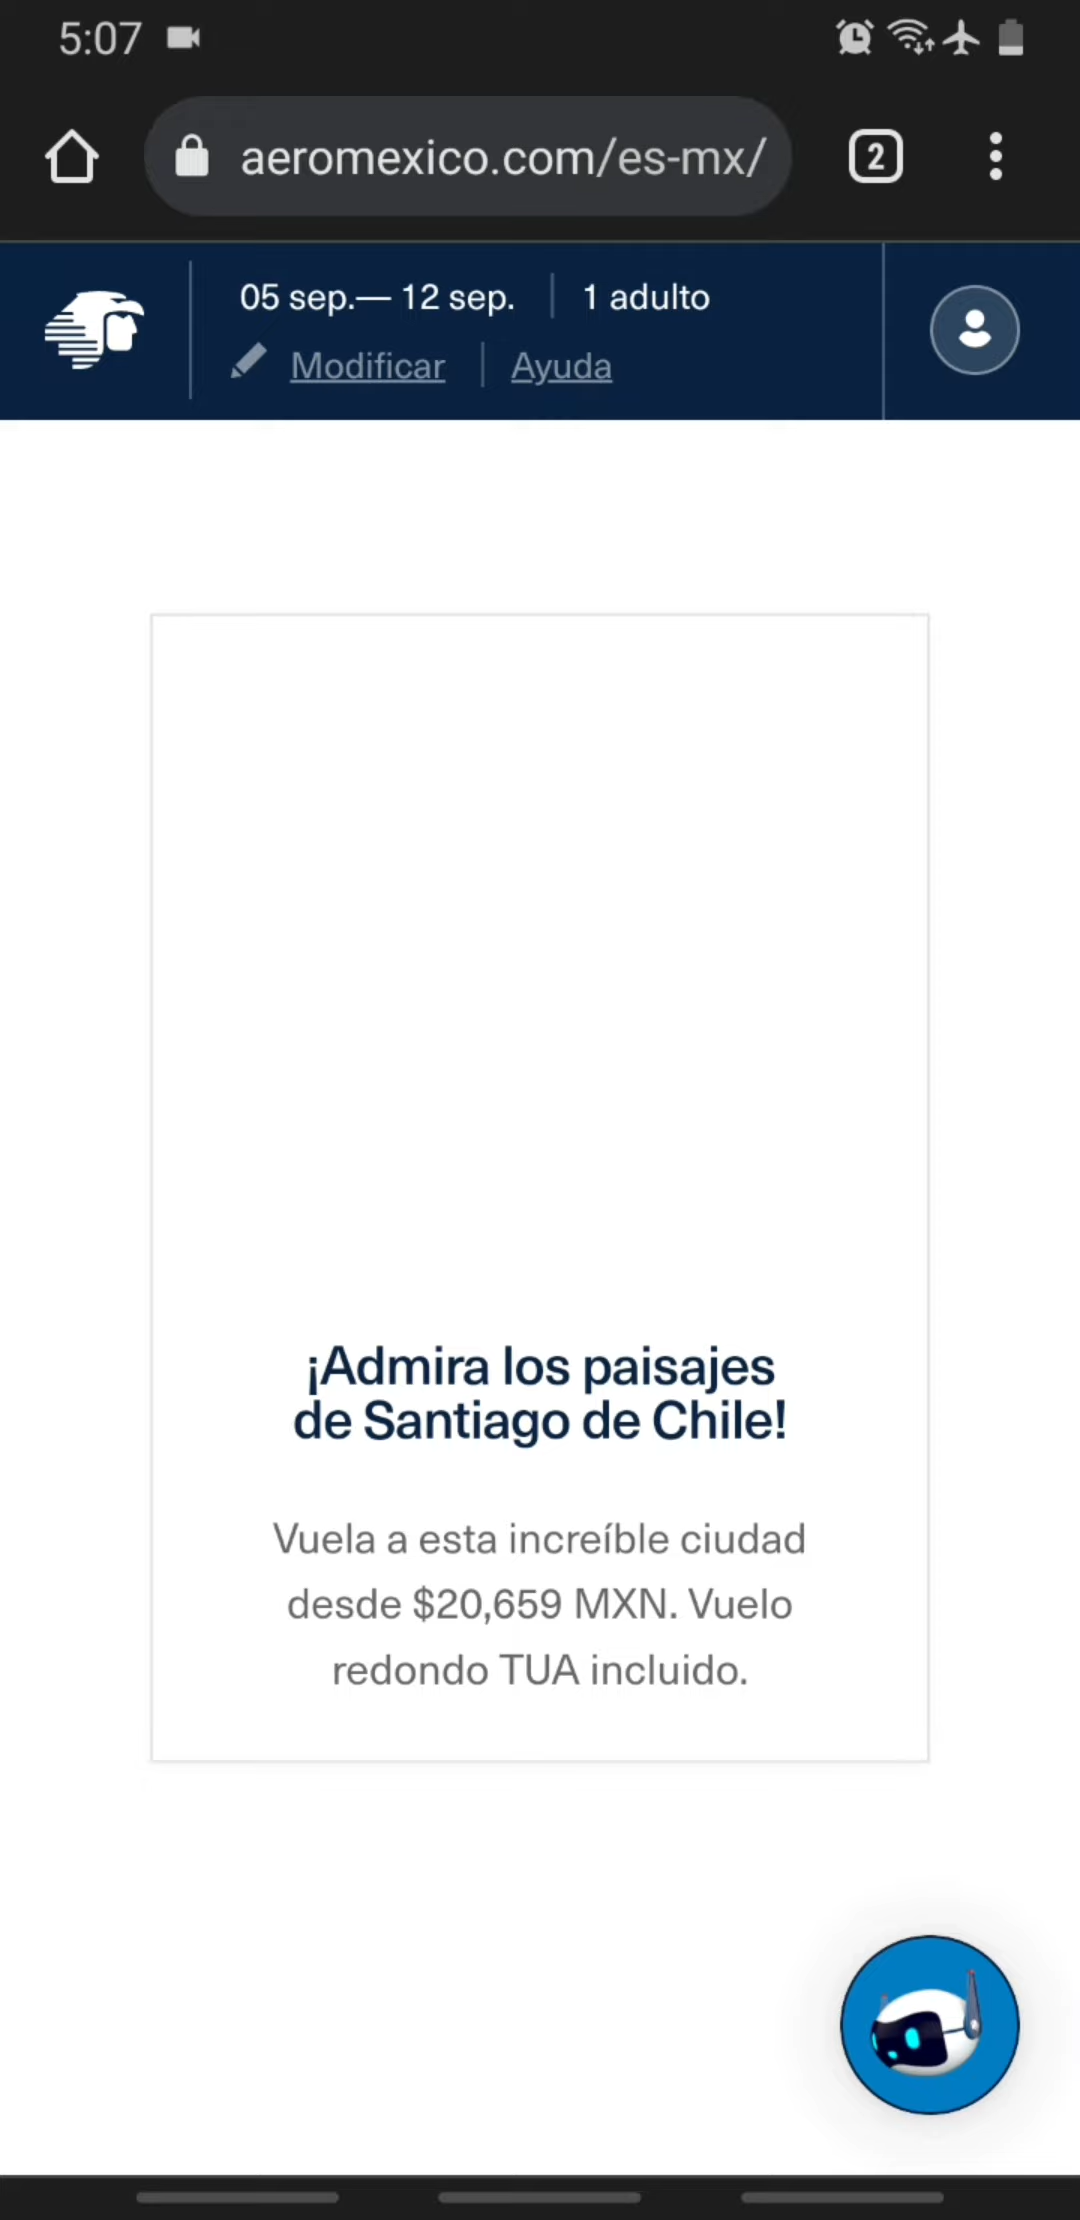 5:07
aeromexico.com/es-mx/
2
05 sep.— 12 sep.
1 adulto
Modificar
Ayuda
¡Admira los paisajes
de Santiago de Chile!
Vuela a esta increíble ciudad
desde $20,659 MXN. Vuelo
redondo TUA incluido.